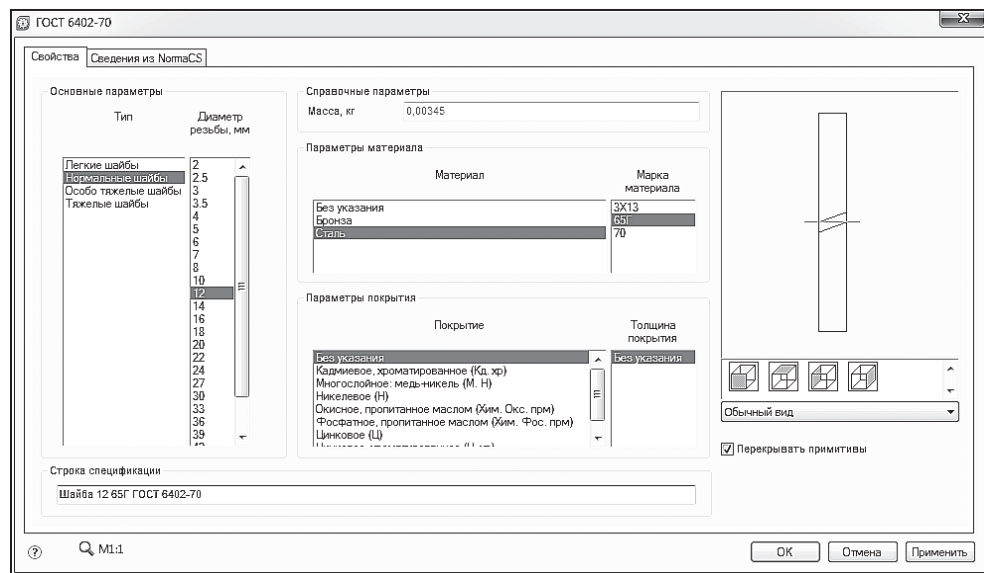 ГОСТ 6402-70
Свойства
Сведения из NormaCS
Основные параметры
Тип
Диаметр
резьбы, мм
Легкие шайбы
Нормальные шайбы
Особо тяжелые шайбы
Тяжелые шайбы
2
2.5
3
3.5
4
5
6
7
8
10
12
14
16
18
20
22
24
27
30
33
36
39
Справочные параметры
Масса, кг
0,00345
Параметры материала
Материал
Марка
материала
Без указания
Бронза
Сталь
3Х13
65Г
70
Параметры покрытия
Покрытие
Толщина
покрытия
Без указания
Кадмиевое, хроматированное (Кд. хр)
Многослойное: медь-никель (М. Н)
Никелевое (Н)
Окисное, пропитанное маслом (Хим. Окс. прм)
Фосфатное, пропитанное маслом (Хим. Фос. прм)
Цинковое (Ц)
Без указания
Обычный вид
Перекрывать примитивы
Строка спецификации
Шайба 12 65Г ГОСТ 6402-70
М1:1
ОК
Отмена
Применить